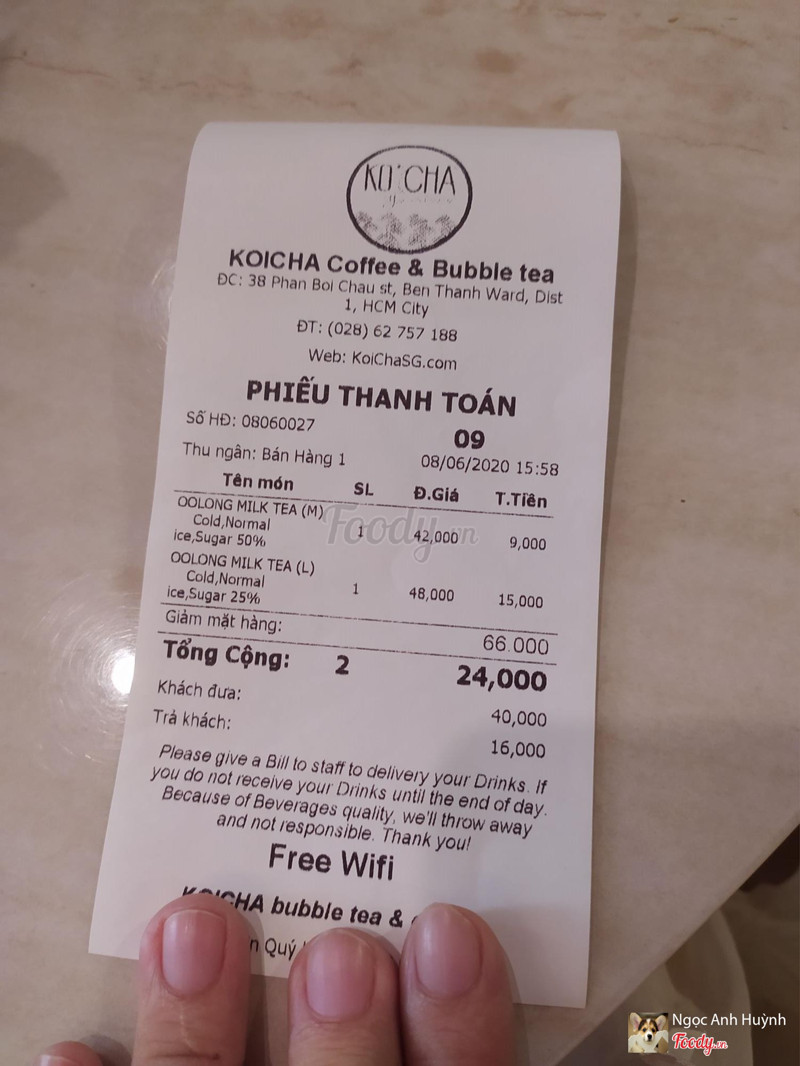 KO'CHA
KOICHA Coffee & Bubble tea
ĐC: 38 Phan Boi Chau st, Ben Thanh Ward, Dist
1, HCM City
ĐT: (028) 62 757 188
Web: KoiChaSG.com
PHIẾU THANH TOÁN
Số HĐ: 08060027 09
Thu ngân: Bán Hàng 1 08/06/2020 15:58
Tên món SL Đ.Giá T.Tiền
OOLONG MILK TEA (M)
Cold,Normal
ice,Sugar 50% 1 42,000 9,000
OOLONG MILK TEA (L)
Cold,Normal
ice,Sugar 25% 1 48,000 15,000
Giảm mặt hàng: 66.000
Tổng Cộng: 2 24,000
Khách đưa: 40,000
Trả khách: 16,000
Please give a Bill to staff to delivery your Drinks. If
you do not receive your Drinks until the end of day.
Because of Beverages quality, we'll throw away
and not responsible. Thank you!
Free Wifi
KOICHA bubble tea &
Quý
Foody.vn
Ngọc Anh Huỳnh
Foody.vn